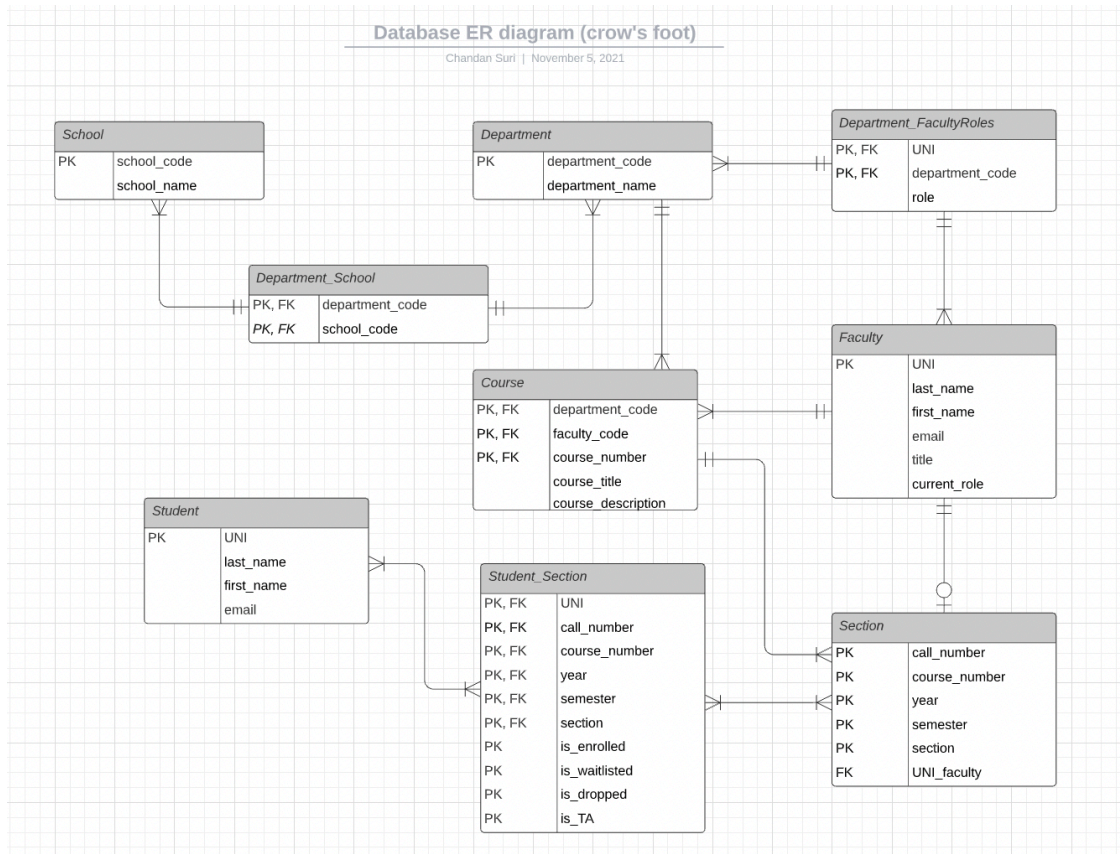 Database ER diagram (crow's foot)
Chandan Suri | November 5, 2021
School
PK school_code
school_name
Department
PK department_code
department_name
Department_FacultyRoles
PK, FK UNI
PK, FK department_code
role
Department_School
PK, FK department_code
PK, FK school_code
Faculty
PK UNI
last_name
first_name
email
title
current_role
Course
PK, FK department_code
PK, FK faculty_code
PK, FK course_number
course_title
course_description
Student
PK UNI
last_name
first_name
email
Student_Section
PK, FK UNI
PK, FK call_number
PK, FK course_number
PK, FK year
PK, FK semester
PK, FK section
PK is_enrolled
PK is_waitlisted
PK is_dropped
PK is_TA
Section
PK call_number
PK course_number
PK year
PK semester
PK section
FK UNI_faculty